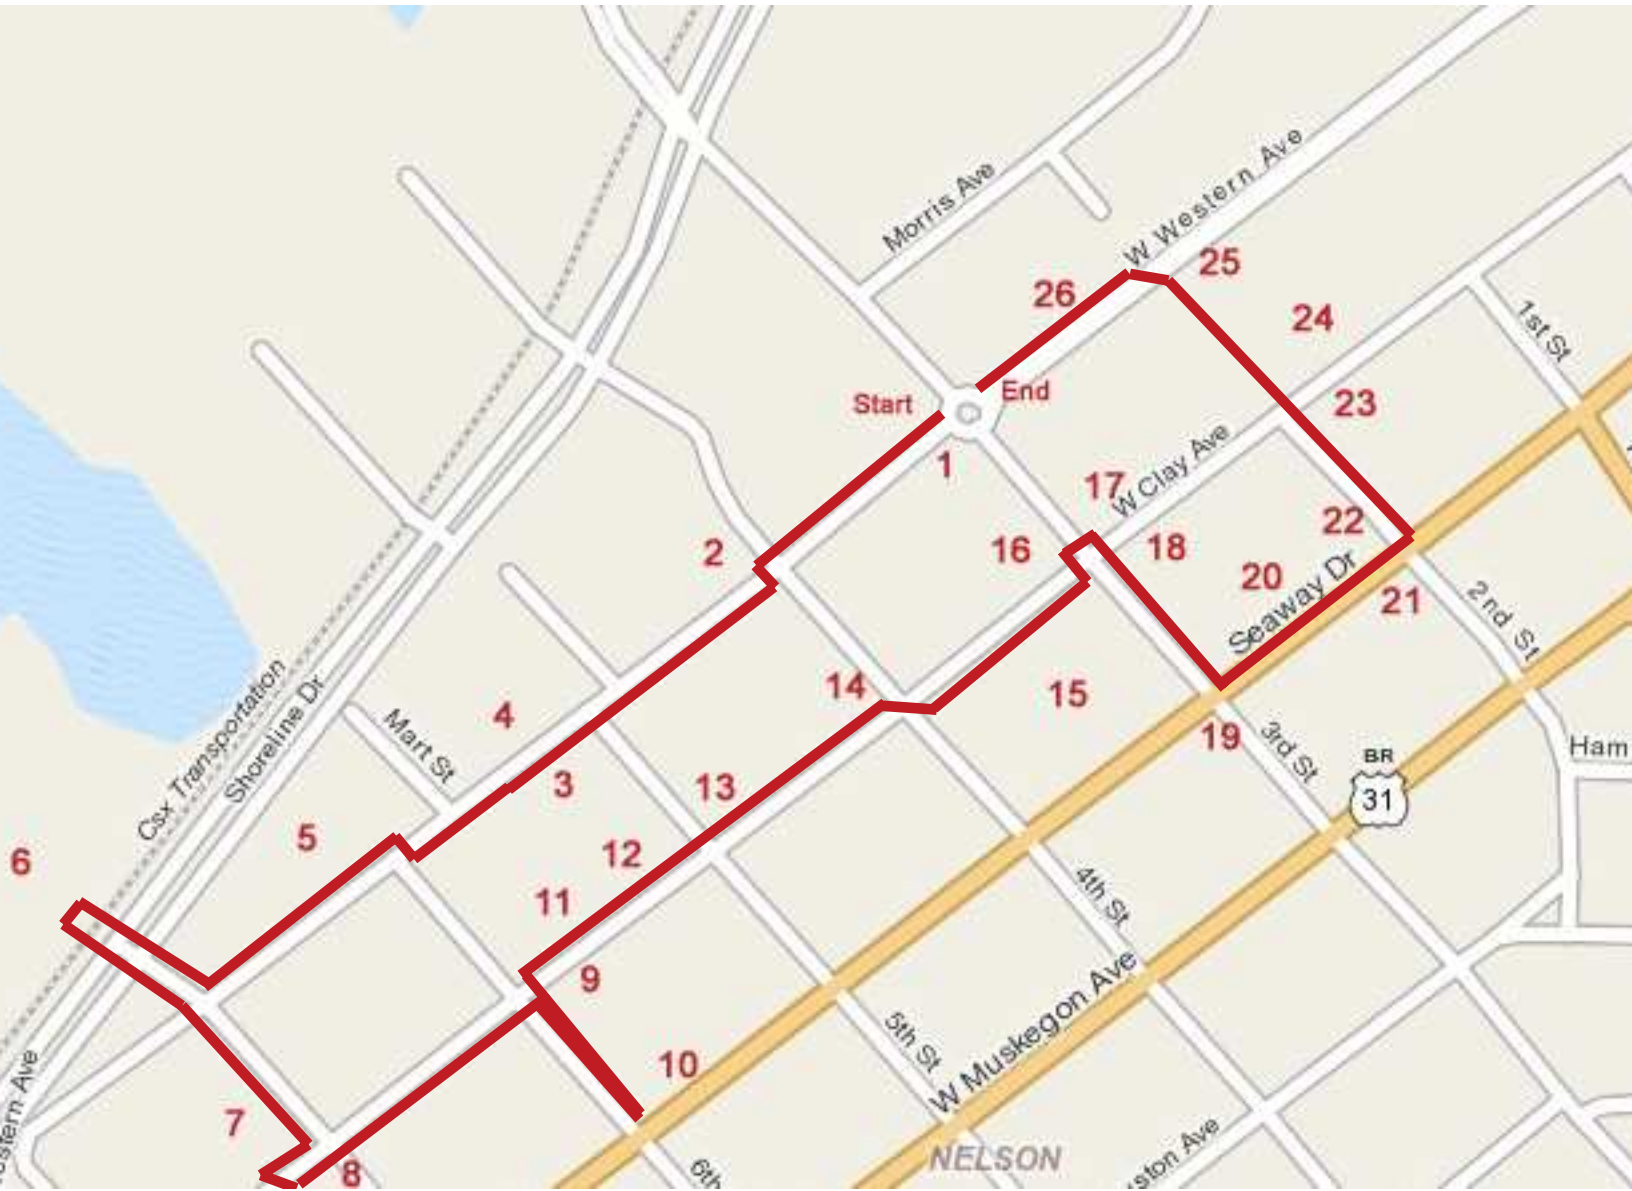 Morris Ave
W Western Ave
25
26
24
1st St
Start
End
23
1
W Clay Ave
17
22
2
16
18
20
Seaway Dr
21
2nd St
14
15
4
Mart St
Csx Transportation
Shoreline Dr
19
3rd St
BR
31
Ham
3
13
5
12
6
11
4th St
9
W Muskegon Ave
5th St
10
7
NELSON
8
6th